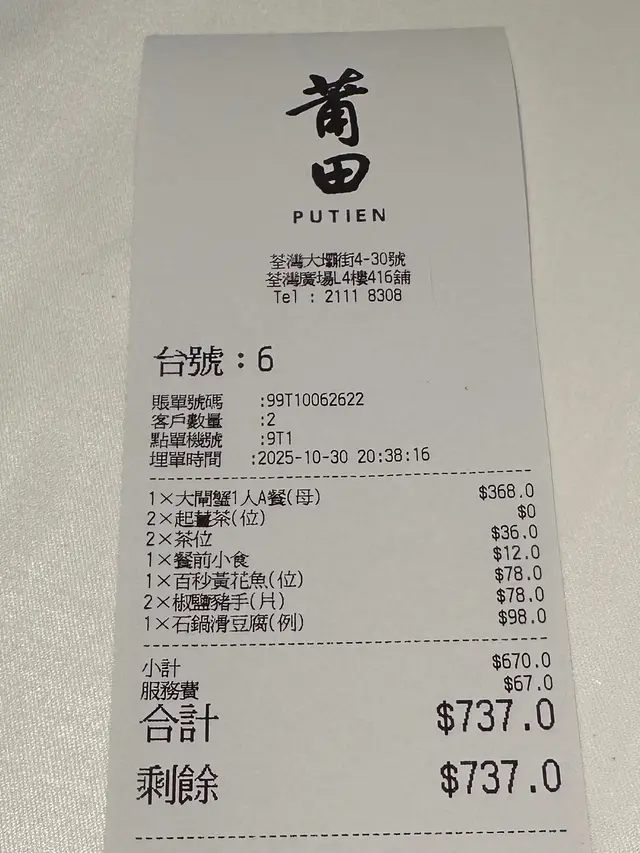 莆
田
PUTIEN
荃灣大壩街4-30號
荃灣廣場L4樓416舖
Tel : 2111 8308
台號：6
賬單號碼 :99T10062622
客戶數量 :2
點單機號 :9T1
埋單時間 :2025-10-30 20:38:16
1×大閘蟹1人A餐(母) $368.0
2×起薑茶(位) $0
2×茶位 $36.0
1×餐前小食 $12.0
1×百秒黃花魚(位) $78.0
2×椒鹽豬手(片) $78.0
1×石鍋滑豆腐(例) $98.0
小計 $670.0
服務費 $67.0
合計 $737.0
剩餘 $737.0